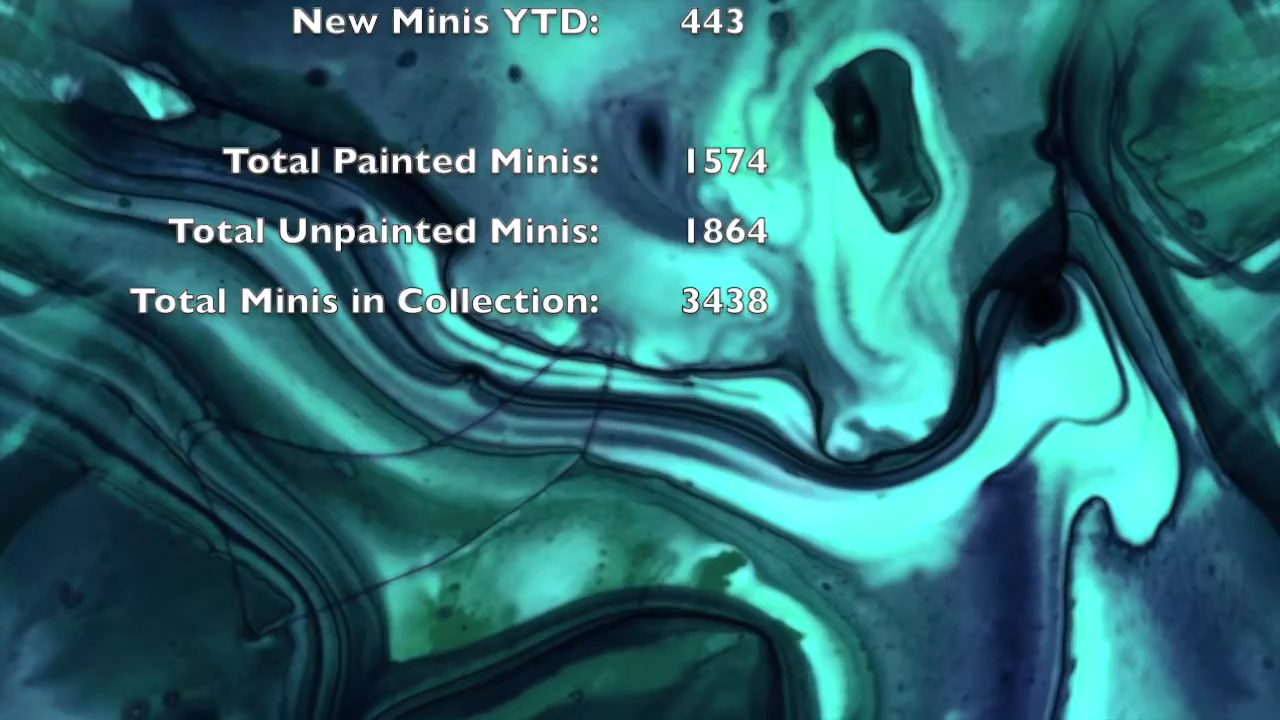 New Minis YTD: 443
Total Painted Minis: 1574
Total Unpainted Minis: 1864
Total Minis in Collection: 3438